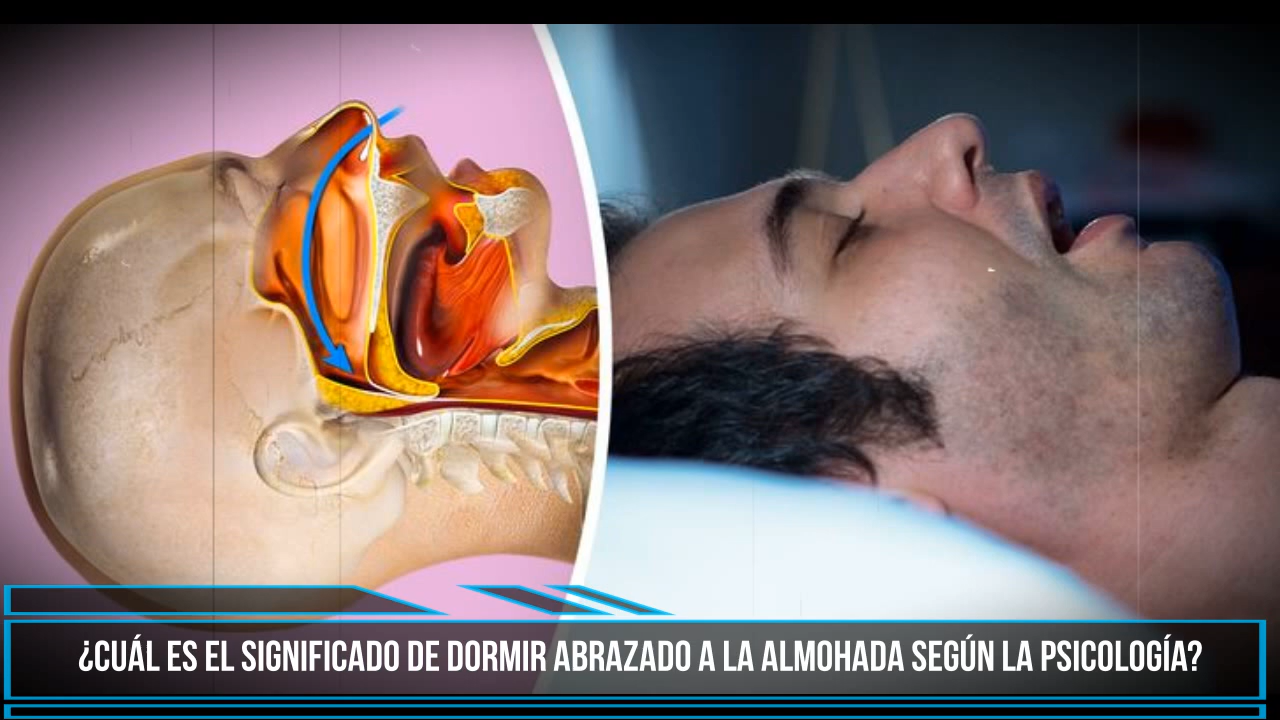 ¿CUÁL ES EL SIGNIFICADO DE DORMIR ABRAZADO A LA ALMOHADA SEGÚN LA PSICOLOGÍA?